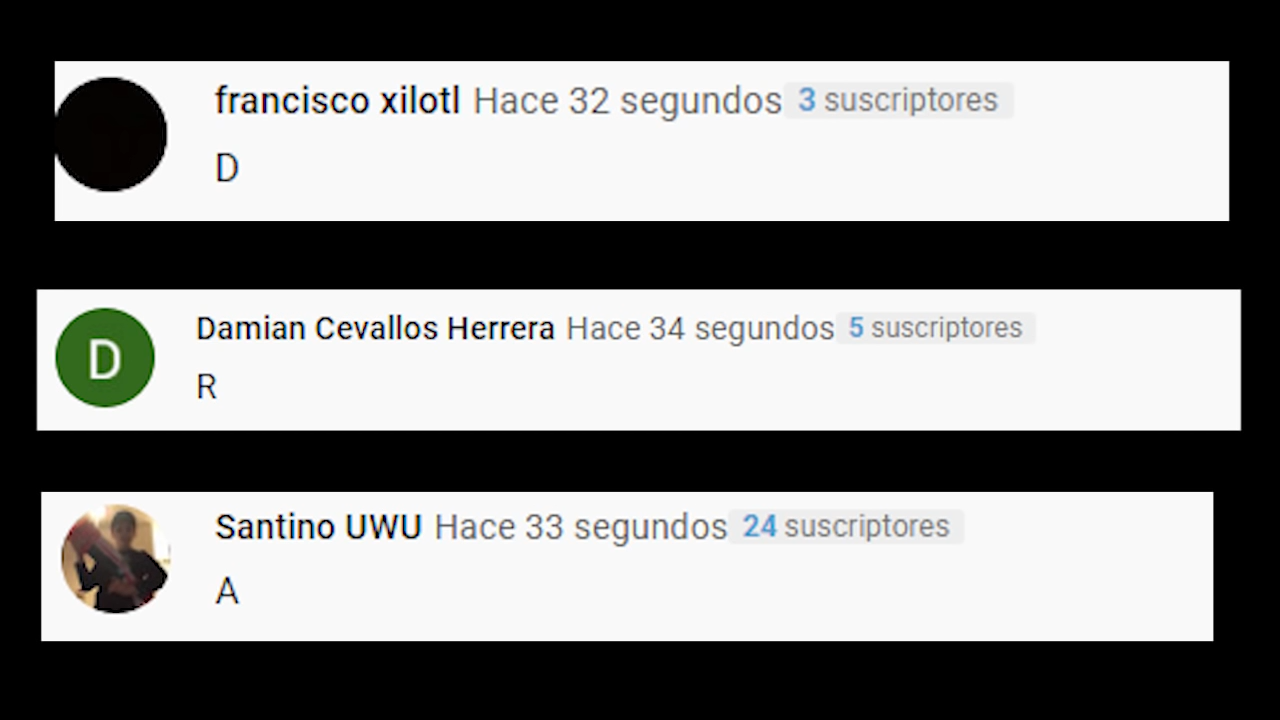 francisco xilotl Hace 32 segundos 3 suscriptores
D
D
Damian Cevallos Herrera Hace 34 segundos 5 suscriptores
R
Santino UWU Hace 33 segundos 24 suscriptores
A